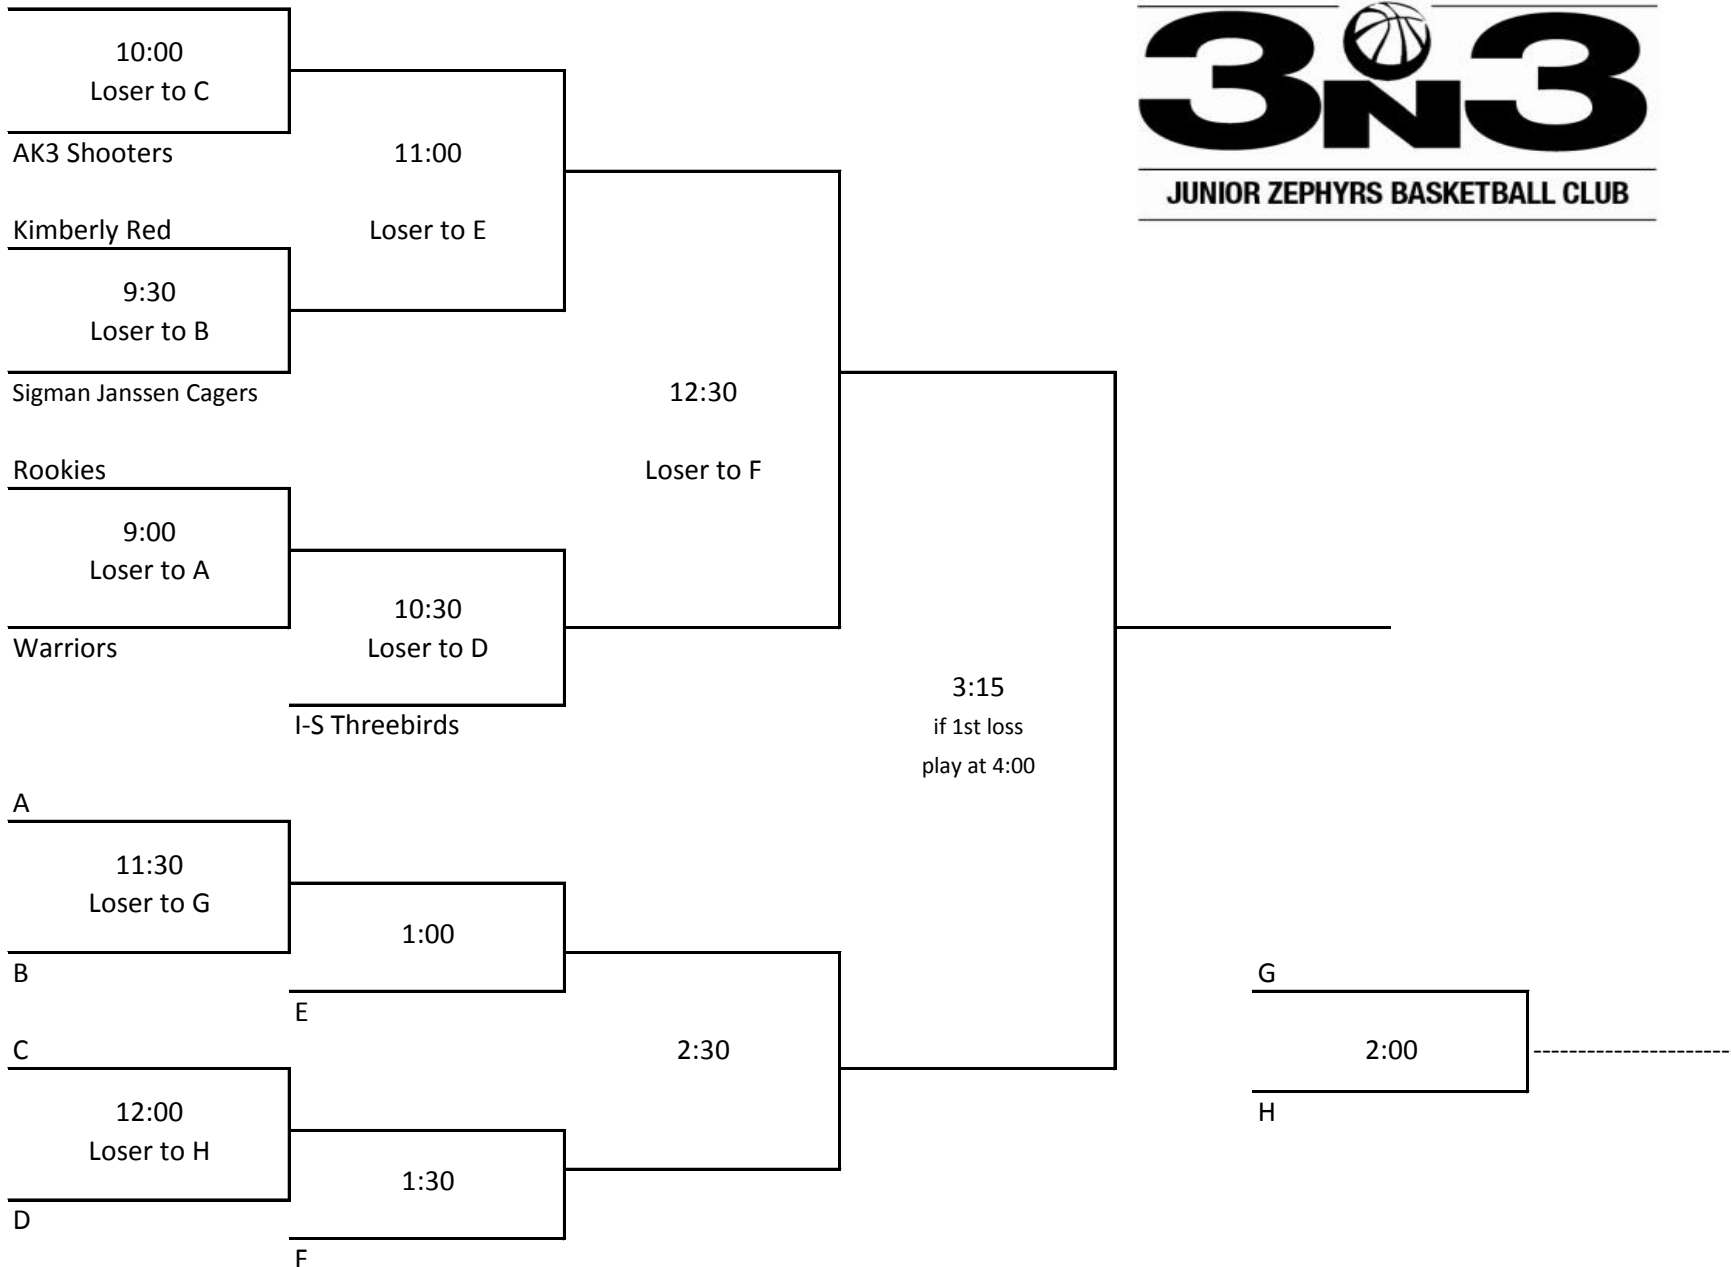 3 ON 3
JUNIOR ZEPHYRS BASKETBALL CLUB
10:00
Loser to C
AK3 Shooters
11:00
Kimberly Red
Loser to E
9:30
Loser to B
Sigman Janssen Cagers
12:30
Rookies
Loser to F
9:00
Loser to A
10:30
Warriors
Loser to D
3:15
I-S Threebirds
if 1st loss
play at 4:00
A
11:30
Loser to G
1:00
B
G
E
C
2:30
2:00
12:00
H
Loser to H
1:30
D
F